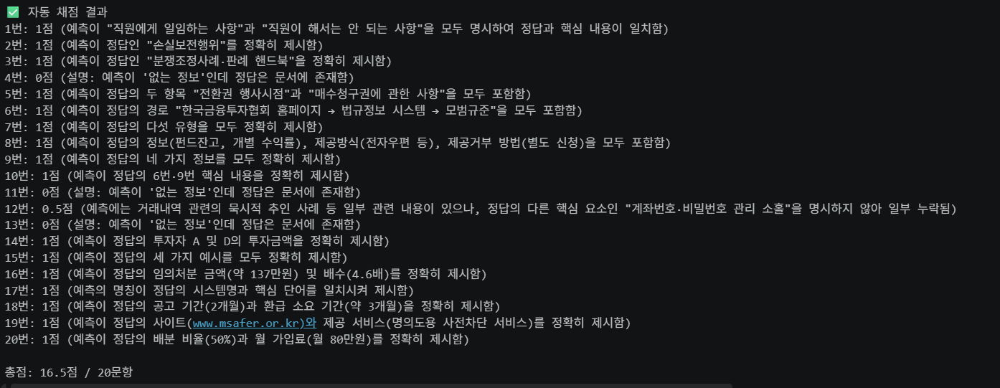 ✅ 자동 채점 결과
1번: 1점 (예측이 "직원에게 일임하는 사항"과 "직원이 해서는 안 되는 사항"을 모두 명시하여 정답과 핵심 내용이 일치함)
2번: 1점 (예측이 정답인 "손실보전행위"를 정확히 제시함)
3번: 1점 (예측이 정답인 "분쟁조정사례·판례 핸드북"을 정확히 제시함)
4번: 0점 (설명: 예측이 '없는 정보'인데 정답은 문서에 존재함)
5번: 1점 (예측이 정답의 두 항목 "전환권 행사시점"과 "매수청구권에 관한 사항"을 모두 포함함)
6번: 1점 (예측이 정답의 경로 "한국금융투자협회 홈페이지 → 법규정보 시스템 → 모범규준"을 모두 포함함)
7번: 1점 (예측이 정답의 다섯 유형을 모두 정확히 제시함)
8번: 1점 (예측이 정답의 정보(펀드잔고, 개별 수익률), 제공방식(전자우편 등), 제공거부 방법(별도 신청)을 모두 포함함)
9번: 1점 (예측이 정답의 네 가지 정보를 모두 정확히 제시함)
10번: 1점 (예측이 정답의 6번·9번 핵심 내용을 정확히 제시함)
11번: 0점 (설명: 예측이 '없는 정보'인데 정답은 문서에 존재함)
12번: 0.5점 (예측에는 거래내역 관련의 묵시적 추인 사례 등 일부 관련 내용이 있으나, 정답의 다른 핵심 요소인 "계좌번호·비밀번호 관리 소홀"을 명시하지 않아 일부 누락됨)
13번: 0점 (설명: 예측이 '없는 정보'인데 정답은 문서에 존재함)
14번: 1점 (예측이 정답의 투자자 A 및 D의 투자금액을 정확히 제시함)
15번: 1점 (예측이 정답의 세 가지 예시를 모두 정확히 제시함)
16번: 1점 (예측이 정답의 임의처분 금액(약 137만원) 및 배수(4.6배)를 정확히 제시함)
17번: 1점 (예측의 명칭이 정답의 시스템명과 핵심 단어를 일치시켜 제시함)
18번: 1점 (예측이 정답의 공고 기간(2개월)과 환급 소요 기간(약 3개월)을 정확히 제시함)
19번: 1점 (예측이 정답의 사이트(www.msafer.or.kr)와 제공 서비스(명의도용 사전차단 서비스)를 정확히 제시함)
20번: 1점 (예측이 정답의 배분 비율(50%)과 월 가입료(월 80만원)를 정확히 제시함)
총점: 16.5점 / 20문항